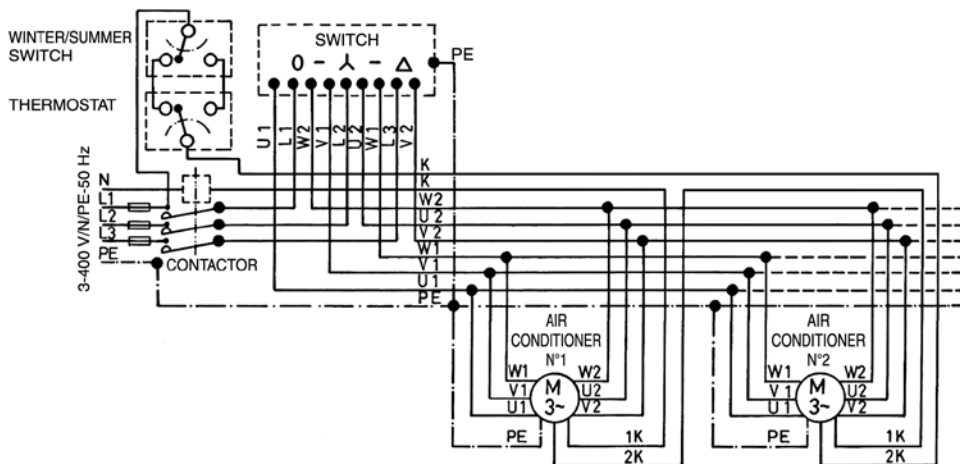 WINTER/SUMMER
SWITCH
THERMOSTAT
SWITCH
0 - ⅄ - Δ
PE
U1 L1 W2 V1 L2 U2 W1 L3 V2
3-400 V/N/PE-50 Hz
N
L1
L2
L3
PE
CONTACTOR
K
K
W2
U2
V2
W1
V1
U1
PE
AIR
CONDITIONER
N°1
W1 W2
V1 U2
U1 V2
M
3~
PE
1K
2K
AIR
CONDITIONER
N°2
W1 W2
V1 U2
U1 V2
M
3~
PE
1K
2K